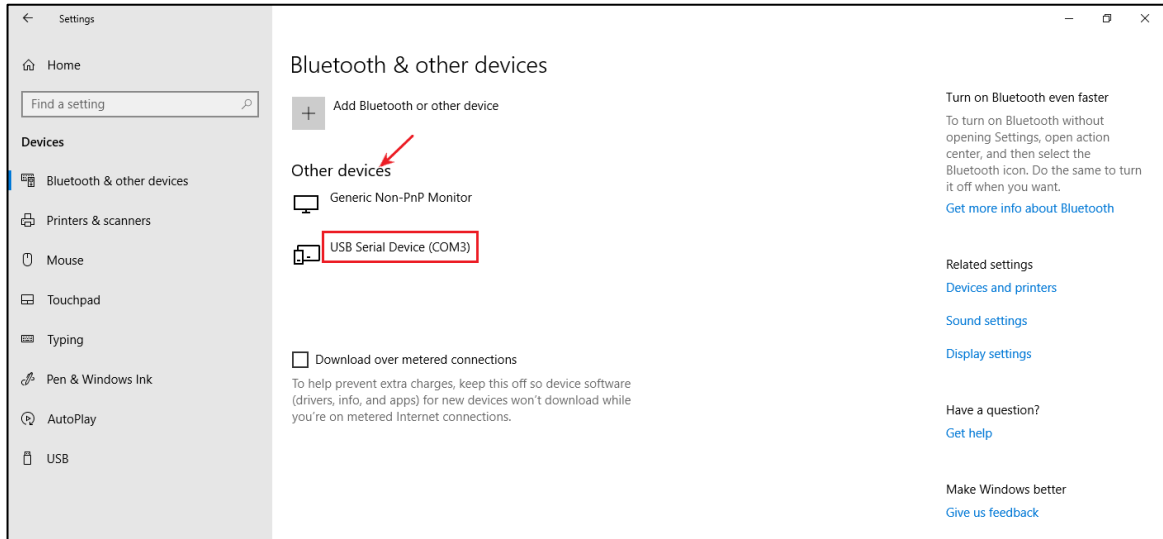 Settings
Home
Find a setting
Devices
Bluetooth & other devices
Printers & scanners
Mouse
Touchpad
Typing
Pen & Windows Ink
AutoPlay
USB
Bluetooth & other devices
Add Bluetooth or other device
Other devices
Generic Non-PnP Monitor
USB Serial Device (COM3)
Download over metered connections
To help prevent extra charges, keep this off so device software
(drivers, info, and apps) for new devices won't download while
you're on metered Internet connections.
Turn on Bluetooth even faster
To turn on Bluetooth without
opening Settings, open action
center, and then select the
Bluetooth icon. Do the same to turn
it off when you want.
Get more info about Bluetooth
Related settings
Devices and printers
Sound settings
Display settings
Have a question?
Get help
Make Windows better
Give us feedback